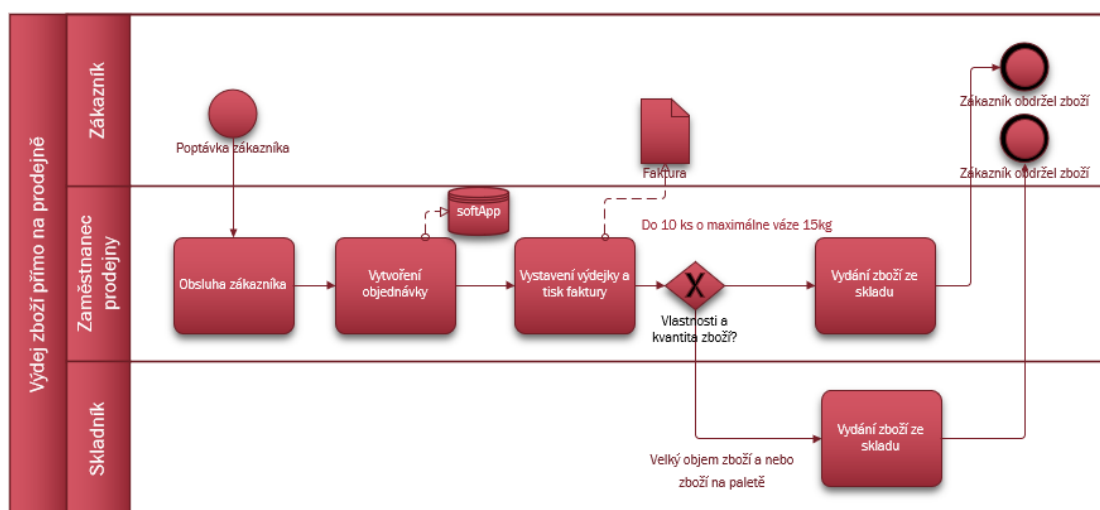 Výdej zboží přímo na prodejně
Zákazník
Poptávka zákazníka
Faktura
Zákazník obdržel zboží
Zákazník obdržel zboží
Zaměstnanec
prodejny
Obsluha zákazníka
Vytvoření
objednávky
softApp
Vystavení výdejky a
tisk faktury
Do 10 ks o maximálne váze 15kg
X
Vlastnosti a
kvantita zboží?
Vydání zboží ze
skladu
Skladník
Velký objem zboží a nebo
zboží na paletě
Vydání zboží ze
skladu